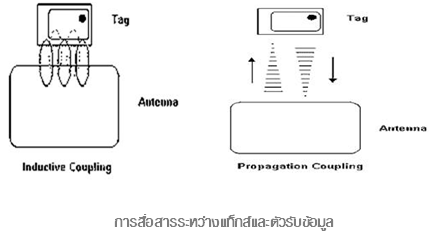 Tag
Antenna
Inductive Coupling
Tag
Antenna
Propagation Coupling
การสื่อสารระหว่างแท็กส์และตัวรับข้อมูล